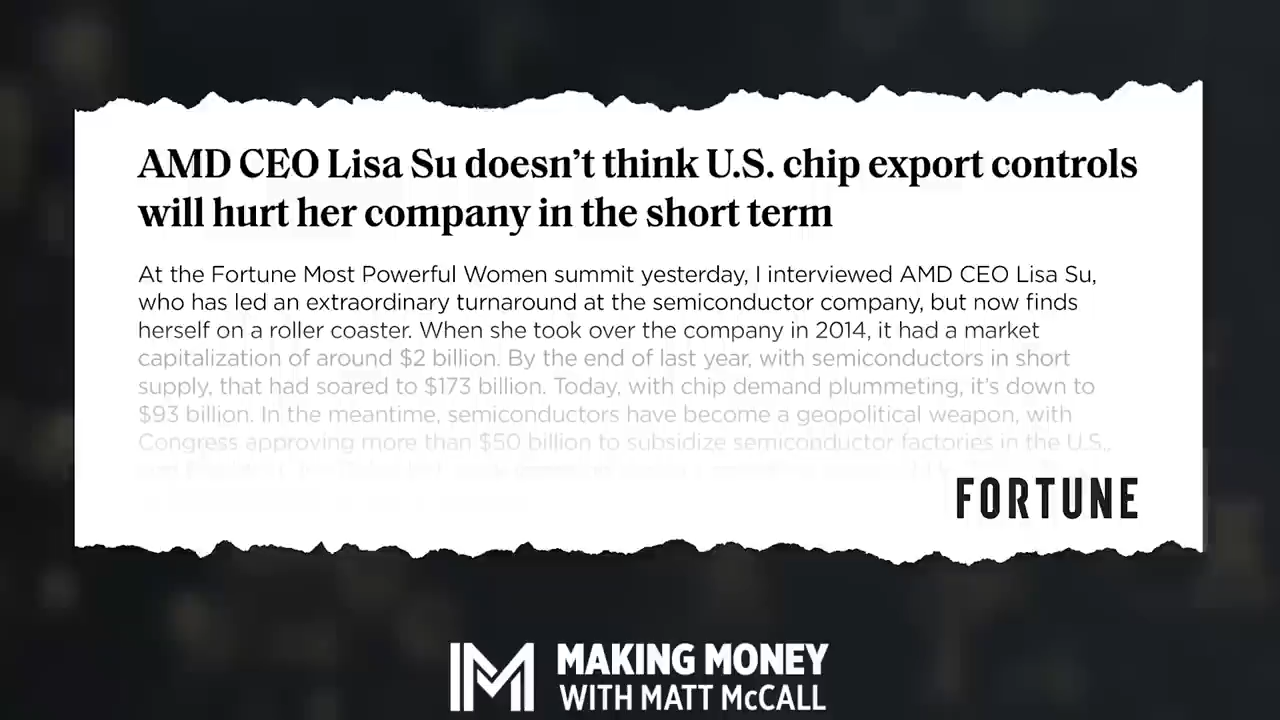 AMD CEO Lisa Su doesn’t think U.S. chip export controls
will hurt her company in the short term
At the Fortune Most Powerful Women summit yesterday, I interviewed AMD CEO Lisa Su,
who has led an extraordinary turnaround at the semiconductor company, but now finds
herself on a roller coaster. When she took over the company in 2014, it had a market
capitalization of around $2 billion. By the end of last year, with semiconductors in short
supply, that had soared to $173 billion. Today, with chip demand plummeting, it’s down to
$93 billion. In the meantime, semiconductors have become a geopolitical weapon, with
Congress approving more than $50 billion to subsidize semiconductor factories in the U.S.,
FORTUNE
MAKING MONEY
WITH MATT McCALL